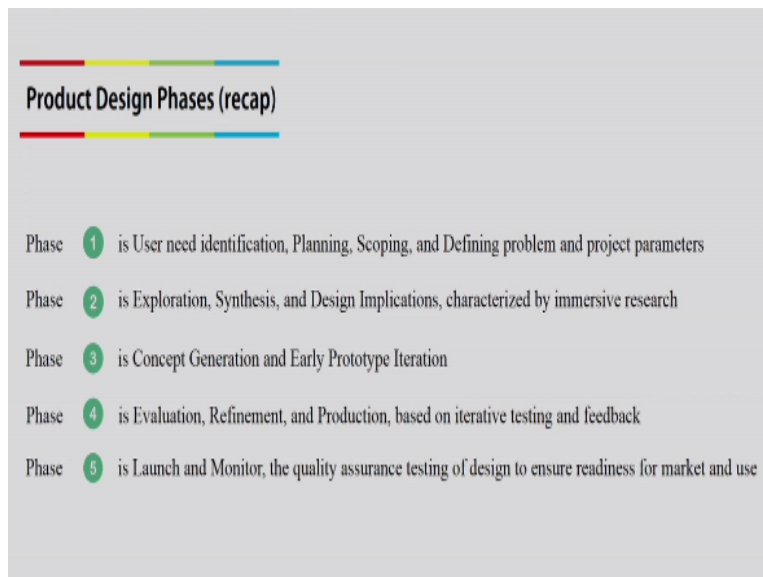 Product Design Phases (recap)
Phase 1 is User need identification, Planning, Scoping, and Defining problem and project parameters
Phase 2 is Exploration, Synthesis, and Design Implications, characterized by immersive research
Phase 3 is Concept Generation and Early Prototype Iteration
Phase 4 is Evaluation, Refinement, and Production, based on iterative testing and feedback
Phase 5 is Launch and Monitor, the quality assurance testing of design to ensure readiness for market and use